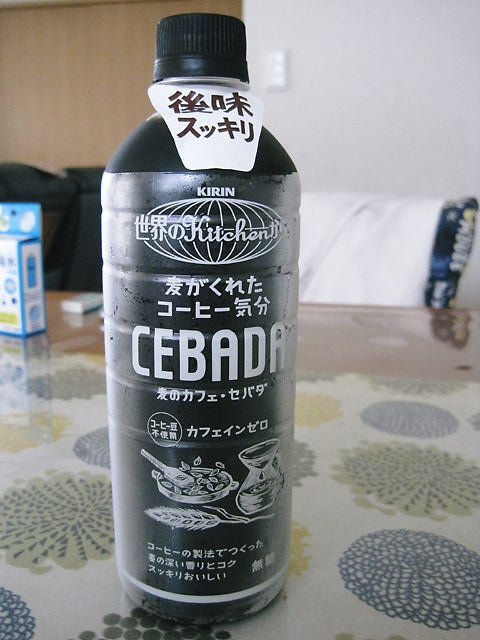 後味
スッキリ
KIRIN
世界のKitchenか
麦がくれた
コーヒー気分
CEBADA
麦のカフェ・セバダ
コーヒー豆
不使用
カフェインゼロ
コーヒーの製法でつくった
麦の深い香りとコク
スッキリおいしい
無糖